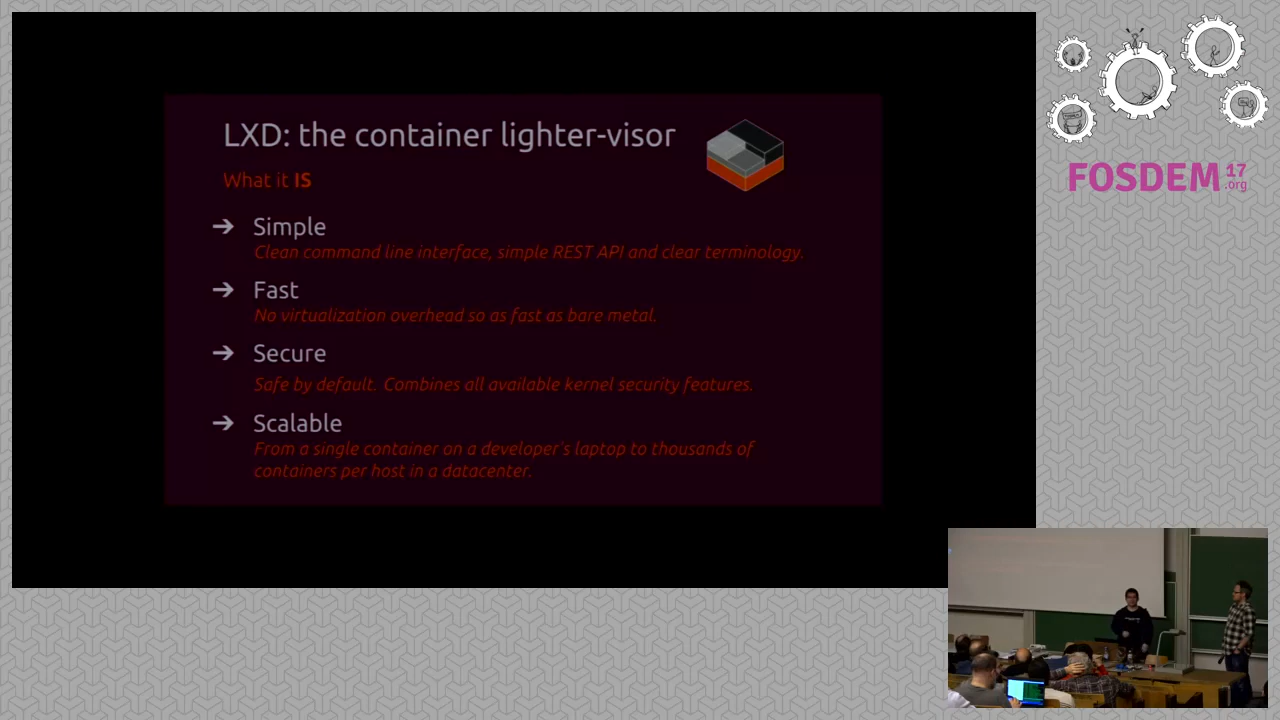 LXD: the container lighter-visor
What it IS
→ Simple
Clean command line interface, simple REST API and clear terminology.
→ Fast
No virtualization overhead so as fast as bare metal.
→ Secure
Safe by default. Combines all available kernel security features.
→ Scalable
From a single container on a developer's laptop to thousands of
containers per host in a datacenter.
FOSDEM 17
.org